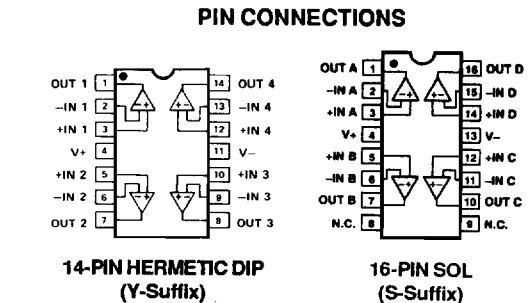 PIN CONNECTIONS
OUT 1 1 14 OUT 4
–IN 1 2 13 –IN 4
+IN 1 3 12 +IN 4
V+ 4 11 V–
+IN 2 5 10 +IN 3
–IN 2 6 9 –IN 3
OUT 2 7 8 OUT 3
–+ +–
–+ +–
14-PIN HERMETIC DIP
(Y-Suffix)
OUT A 1 16 OUT D
–IN A 2 15 –IN D
+IN A 3 14 +IN D
V+ 4 13 V–
+IN B 5 12 +IN C
–IN B 6 11 –IN C
OUT B 7 10 OUT C
N.C. 8 9 N.C.
–+ +–
–+ +–
16-PIN SOL
(S-Suffix)